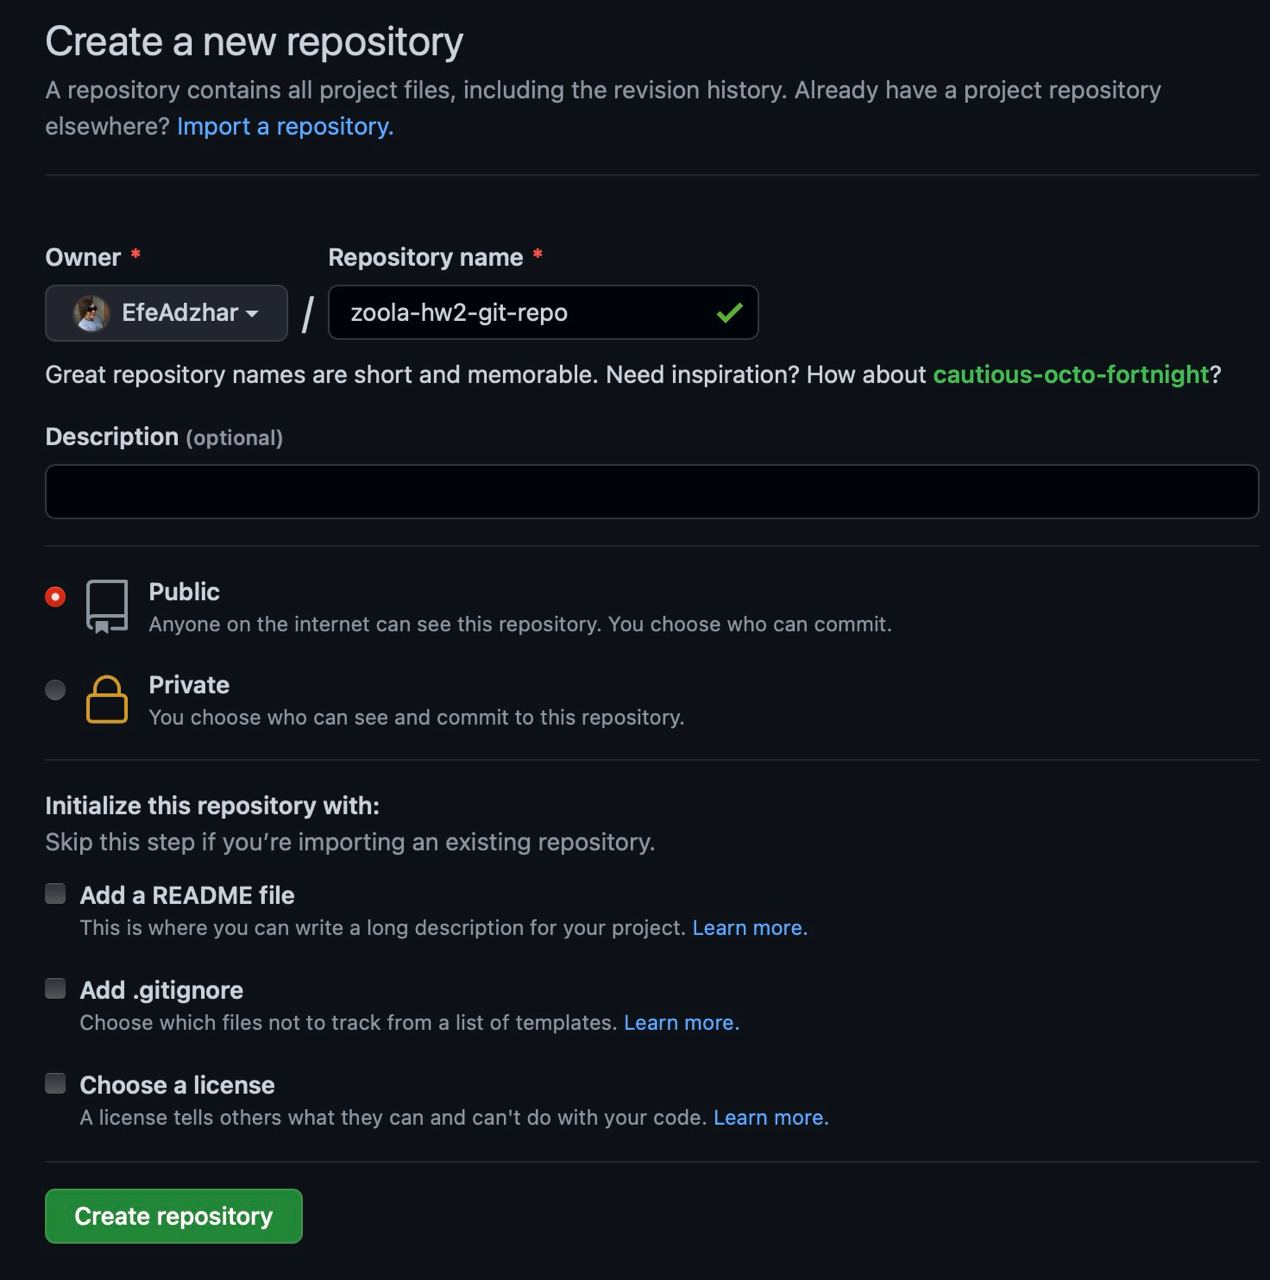 Create a new repository
A repository contains all project files, including the revision history. Already have a project repository
elsewhere? Import a repository.
Owner * Repository name *
EfeAdzhar / zoola-hw2-git-repo
Great repository names are short and memorable. Need inspiration? How about cautious-octo-fortnight?
Description (optional)
Public
Anyone on the internet can see this repository. You choose who can commit.
Private
You choose who can see and commit to this repository.
Initialize this repository with:
Skip this step if you’re importing an existing repository.
Add a README file
This is where you can write a long description for your project. Learn more.
Add .gitignore
Choose which files not to track from a list of templates. Learn more.
Choose a license
A license tells others what they can and can't do with your code. Learn more.
Create repository